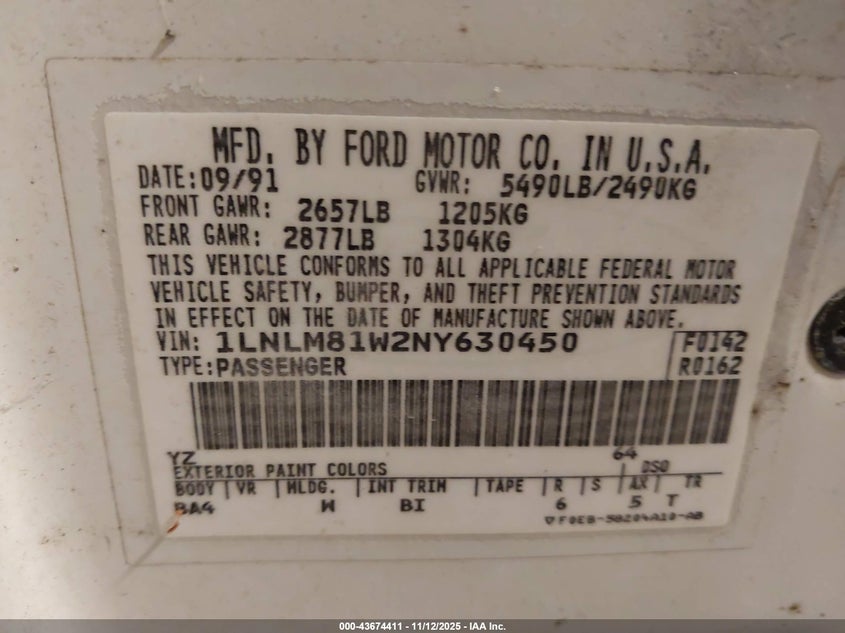 MFD. BY FORD MOTOR CO. IN U.S.A.
DATE:09/91 GVWR: 5490LB/2490KG
FRONT GAWR: 2657LB 1205KG
REAR GAWR: 2877LB 1304KG
THIS VEHICLE CONFORMS TO ALL APPLICABLE FEDERAL MOTOR
VEHICLE SAFETY, BUMPER, AND THEFT PREVENTION STANDARDS
IN EFFECT ON THE DATE OF MANUFACTURE SHOWN ABOVE.
VIN: 1LNLM81W2NY630450 F0142
TYPE:PASSENGER R0162
YZ 64
EXTERIOR PAINT COLORS DSO
BODY VR MLDG. INT TRIM TAPE R S AX TR
BA4 W BI 6 5 T
F0EB-5B204A10-AB
000-43674411 - 11/12/2025 - IAA Inc.